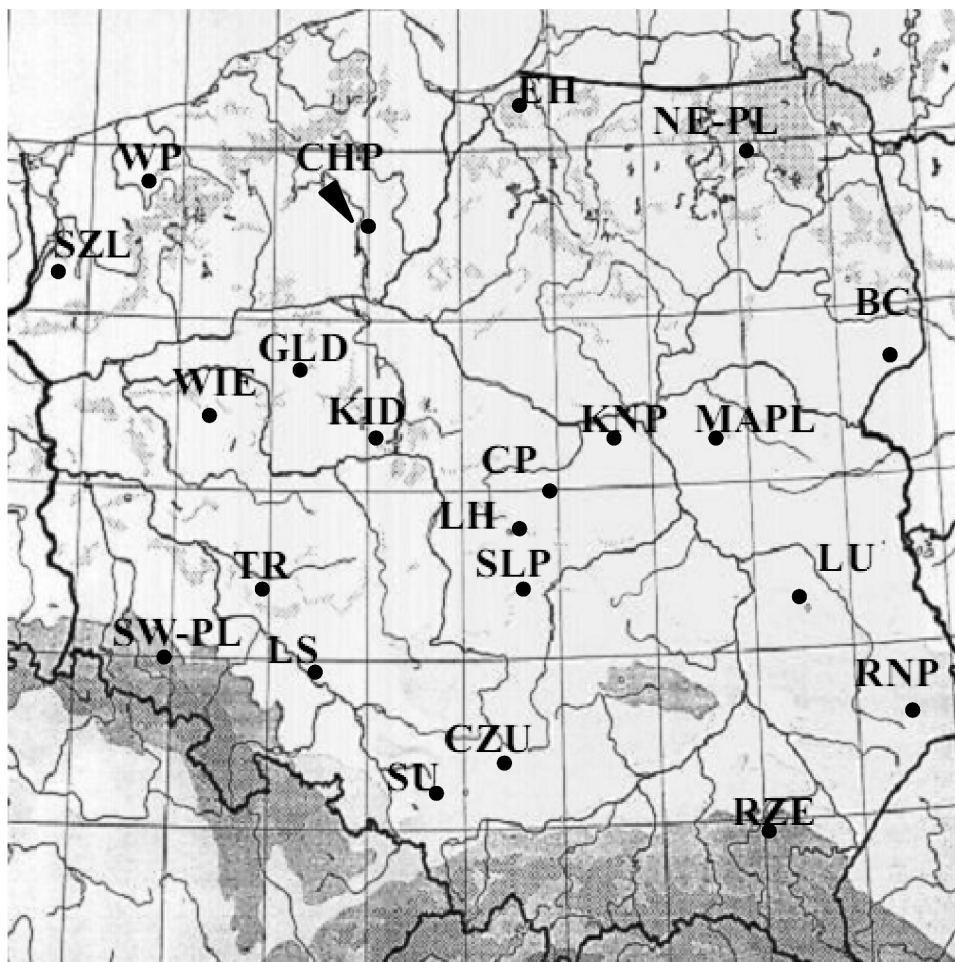 EH
NE-PL
WP
CHP
SZL
BC
GLD
WIE
KID
KNP
MAPL
CP
LH
SLP
LU
TR
SW-PL
LS
RNP
CZU
SU
RZE